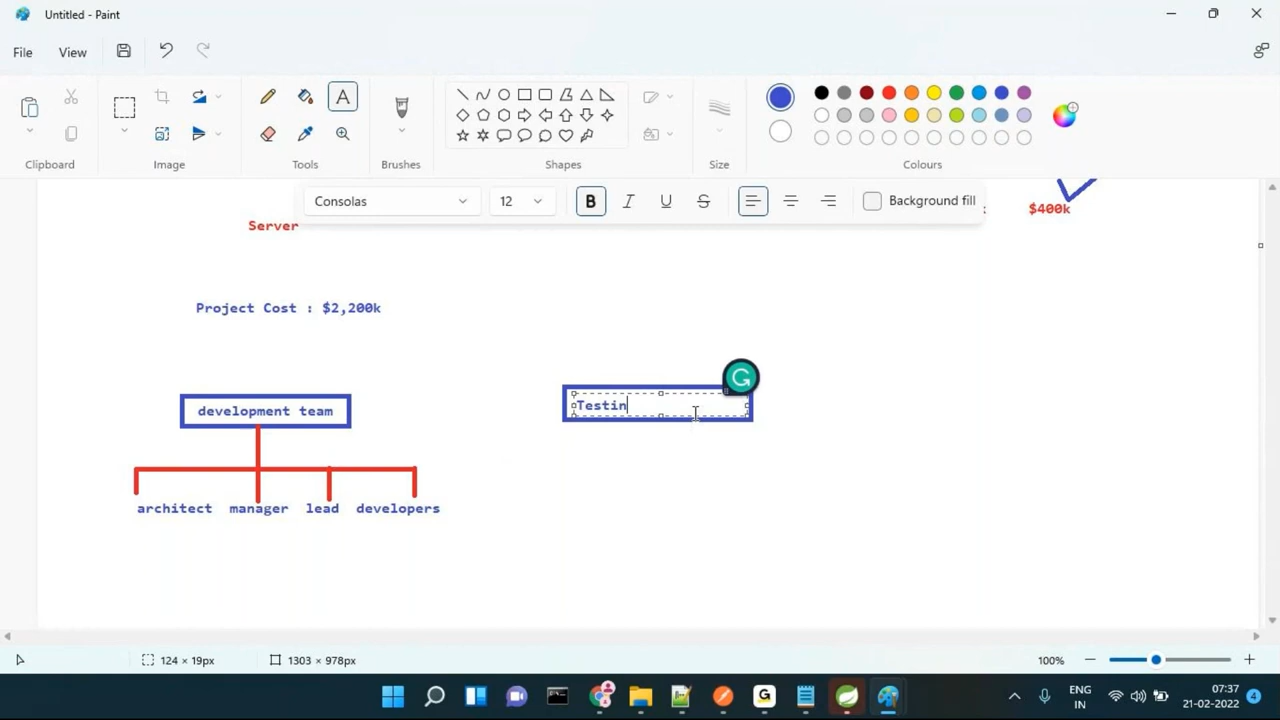 Untitled - Paint
File View
Clipboard
Image
Tools
Brushes
Shapes
Size
Colours
Consolas
12
B I U S
Background fill
$400k
Server
Project Cost : $2,200k
development team
Testin
architect manager lead developers
124 × 19px
1303 × 978px
100%
ENG
IN
07:37
21-02-2022
4